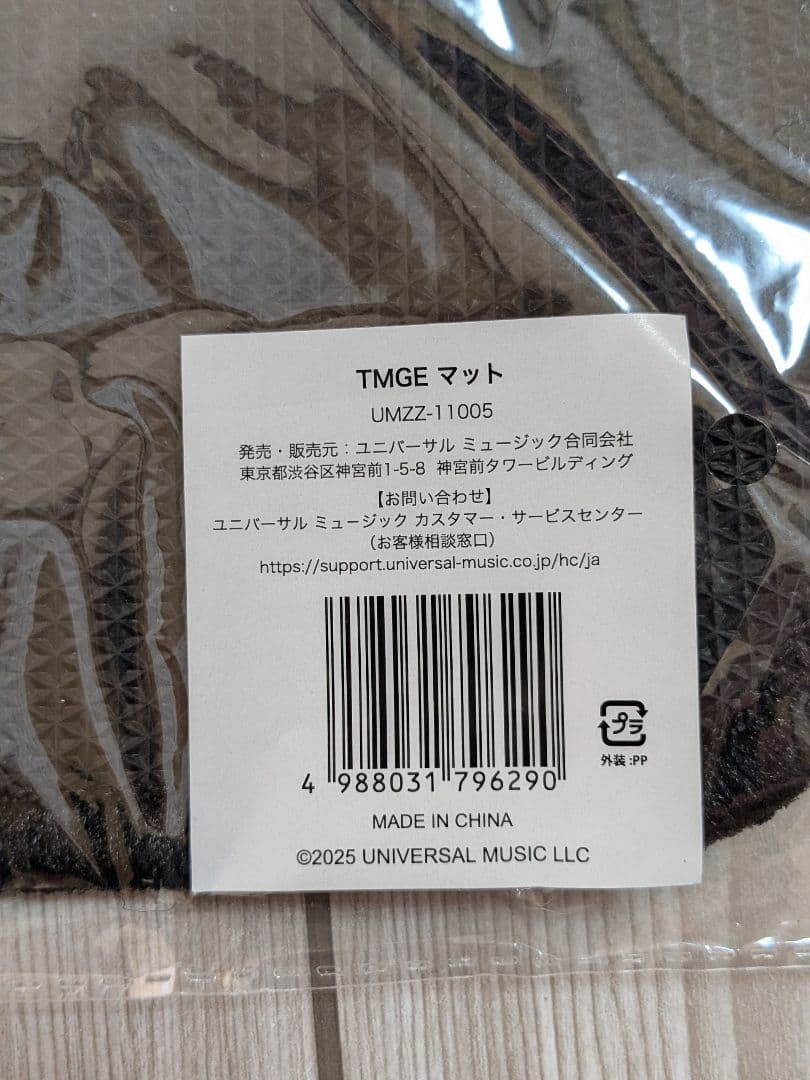 TMGE マット
UMZZ-11005
発売・販売元：ユニバーサル ミュージック合同会社
東京都渋谷区神宮前1-5-8 神宮前タワービルディング
【お問い合わせ】
ユニバーサル ミュージック カスタマー・サービスセンター
（お客様相談窓口）
https://support.universal-music.co.jp/hc/ja
プラ
外装:PP
4 988031 796290
MADE IN CHINA
©2025 UNIVERSAL MUSIC LLC